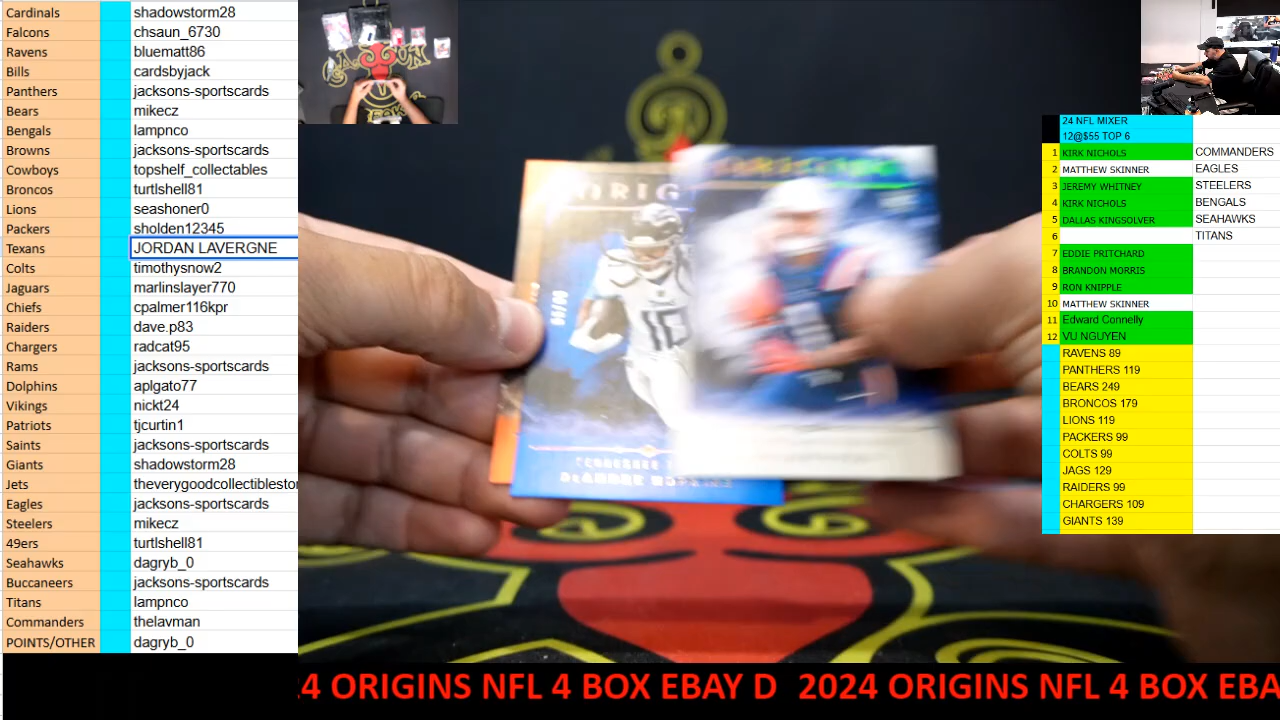 Cardinals shadowstorm28
Falcons chsaun_6730
Ravens bluematt86
Bills cardsbyjack
Panthers jacksons-sportscards
Bears mikecz
Bengals lampnco
Browns jacksons-sportscards
Cowboys topshelf_collectables
Broncos turtlshell81
Lions seashoner0
Packers sholden12345
Texans JORDAN LAVERGNE
Colts timothysnow2
Jaguars marlinslayer770
Chiefs cpalmer116kpr
Raiders dave.p83
Chargers radcat95
Rams jacksons-sportscards
Dolphins aplgato77
Vikings nickt24
Patriots tjcurtin1
Saints jacksons-sportscards
Giants shadowstorm28
Jets theverygoodcollectiblesto
Eagles jacksons-sportscards
Steelers mikecz
49ers turtlshell81
Seahawks dagryb_0
Buccaneers jacksons-sportscards
Titans lampnco
Commanders thelavman
POINTS/OTHER dagryb_0
ORIG
24 NFL MIXER
12@$55 TOP 6
1 KIRK NICHOLS COMMANDERS
2 MATTHEW SKINNER EAGLES
3 JEREMY WHITNEY STEELERS
4 KIRK NICHOLS BENGALS
5 DALLAS KINGSOLVER SEAHAWKS
6 TITANS
7 EDDIE PRITCHARD
8 BRANDON MORRIS
9 RON KNIPPLE
10 MATTHEW SKINNER
11 Edward Connelly
12 VU NGUYEN
RAVENS 89
PANTHERS 119
BEARS 249
BRONCOS 179
LIONS 119
PACKERS 99
COLTS 99
JAGS 129
RAIDERS 99
CHARGERS 109
GIANTS 139
4 ORIGINS NFL 4 BOX EBAY D 2024 ORIGINS NFL 4 BOX EBA